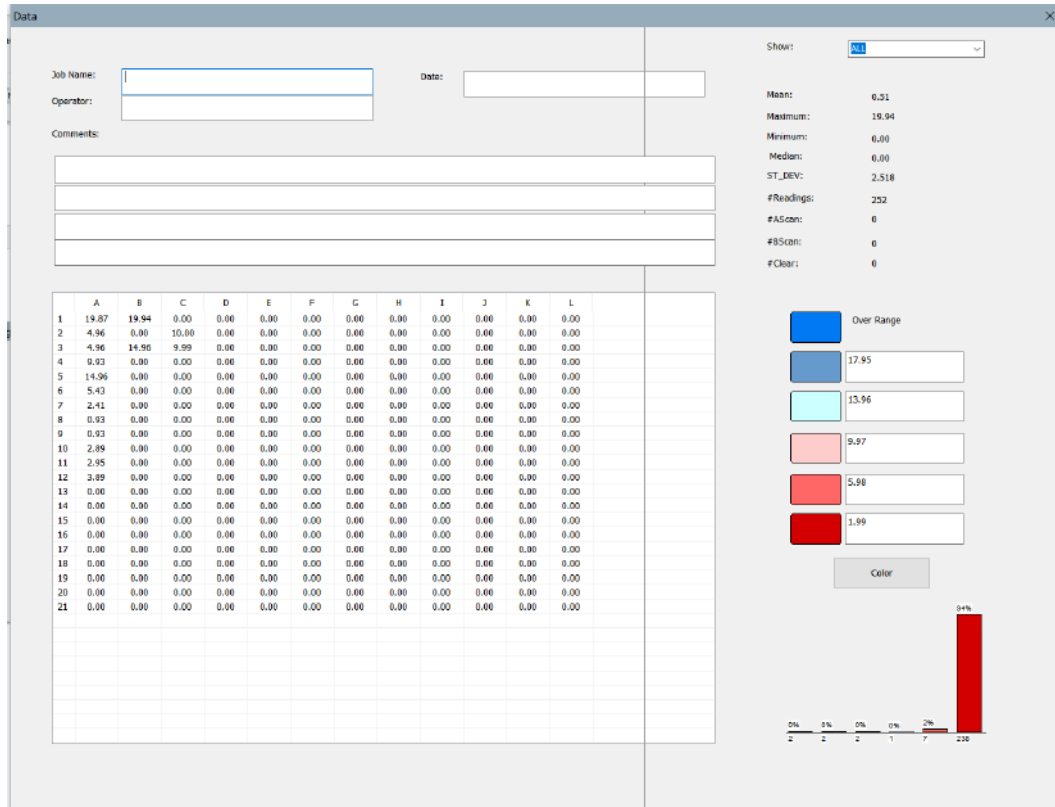 Data
Show: ALL
Job Name:
Date:
Operator:
Comments:
Mean: 0.51
Maximum: 19.94
Minimum: 0.00
Median: 0.00
ST_DEV: 2.518
#Readings: 252
#AScan: 0
#BScan: 0
#Clear: 0
A B C D E F G H I J K L
1 19.87 19.94 0.00 0.00 0.00 0.00 0.00 0.00 0.00 0.00 0.00 0.00
2 4.96 0.00 10.00 0.00 0.00 0.00 0.00 0.00 0.00 0.00 0.00 0.00
3 4.96 14.96 9.99 0.00 0.00 0.00 0.00 0.00 0.00 0.00 0.00 0.00
4 9.93 0.00 0.00 0.00 0.00 0.00 0.00 0.00 0.00 0.00 0.00 0.00
5 14.96 0.00 0.00 0.00 0.00 0.00 0.00 0.00 0.00 0.00 0.00 0.00
6 5.43 0.00 0.00 0.00 0.00 0.00 0.00 0.00 0.00 0.00 0.00 0.00
7 2.41 0.00 0.00 0.00 0.00 0.00 0.00 0.00 0.00 0.00 0.00 0.00
8 0.93 0.00 0.00 0.00 0.00 0.00 0.00 0.00 0.00 0.00 0.00 0.00
9 0.93 0.00 0.00 0.00 0.00 0.00 0.00 0.00 0.00 0.00 0.00 0.00
10 2.89 0.00 0.00 0.00 0.00 0.00 0.00 0.00 0.00 0.00 0.00 0.00
11 2.95 0.00 0.00 0.00 0.00 0.00 0.00 0.00 0.00 0.00 0.00 0.00
12 3.89 0.00 0.00 0.00 0.00 0.00 0.00 0.00 0.00 0.00 0.00 0.00
13 0.00 0.00 0.00 0.00 0.00 0.00 0.00 0.00 0.00 0.00 0.00 0.00
14 0.00 0.00 0.00 0.00 0.00 0.00 0.00 0.00 0.00 0.00 0.00 0.00
15 0.00 0.00 0.00 0.00 0.00 0.00 0.00 0.00 0.00 0.00 0.00 0.00
16 0.00 0.00 0.00 0.00 0.00 0.00 0.00 0.00 0.00 0.00 0.00 0.00
17 0.00 0.00 0.00 0.00 0.00 0.00 0.00 0.00 0.00 0.00 0.00 0.00
18 0.00 0.00 0.00 0.00 0.00 0.00 0.00 0.00 0.00 0.00 0.00 0.00
19 0.00 0.00 0.00 0.00 0.00 0.00 0.00 0.00 0.00 0.00 0.00 0.00
20 0.00 0.00 0.00 0.00 0.00 0.00 0.00 0.00 0.00 0.00 0.00 0.00
21 0.00 0.00 0.00 0.00 0.00 0.00 0.00 0.00 0.00 0.00 0.00 0.00
Over Range
17.95
13.96
9.97
5.98
1.99
Color
0% 0% 0% 0% 2% 94%
2 2 2 1 7 238